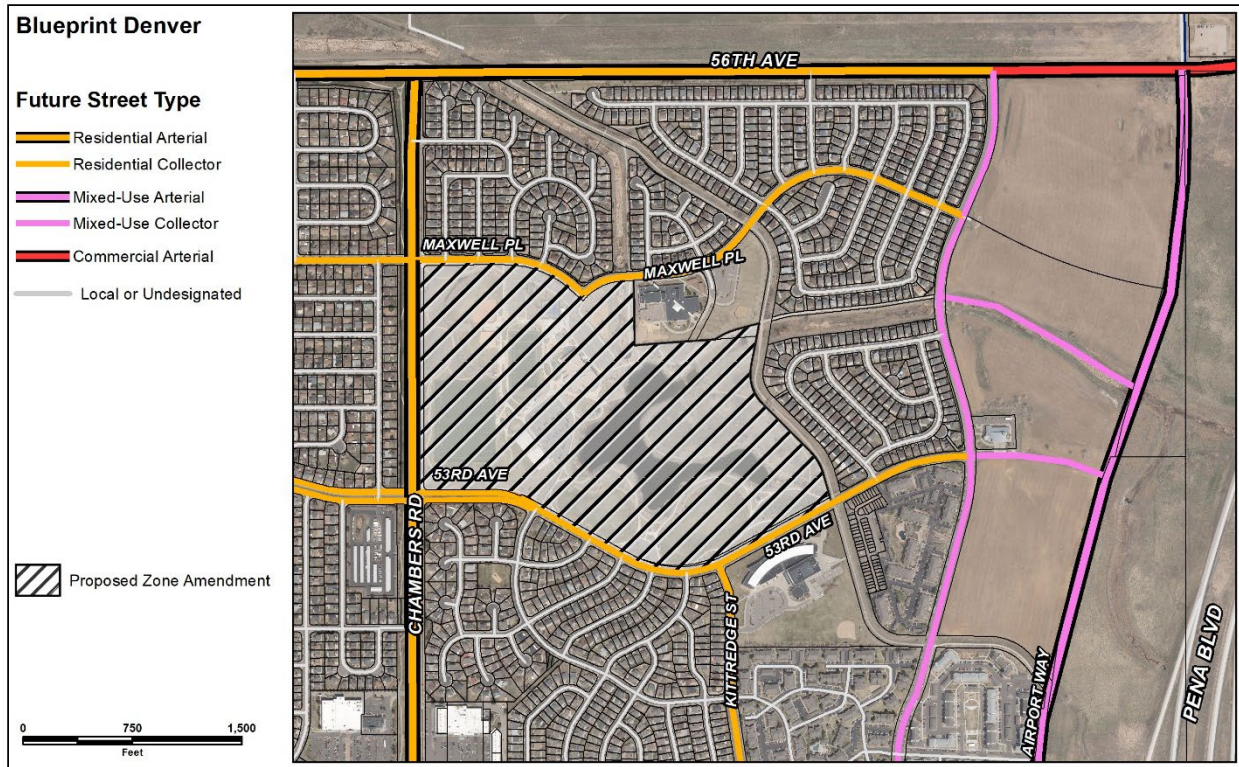 Blueprint Denver
Future Street Type
Residential Arterial
Residential Collector
Mixed-Use Arterial
Mixed-Use Collector
Commercial Arterial
Local or Undesignated
Proposed Zone Amendment
0 750 1,500
Feet
56TH AVE
MAXWELL PL
MAXWELL PL
53RD AVE
53RD AVE
CHAMBERS RD
KITTREDGE ST
AIRPORT WAY
PENA BLVD